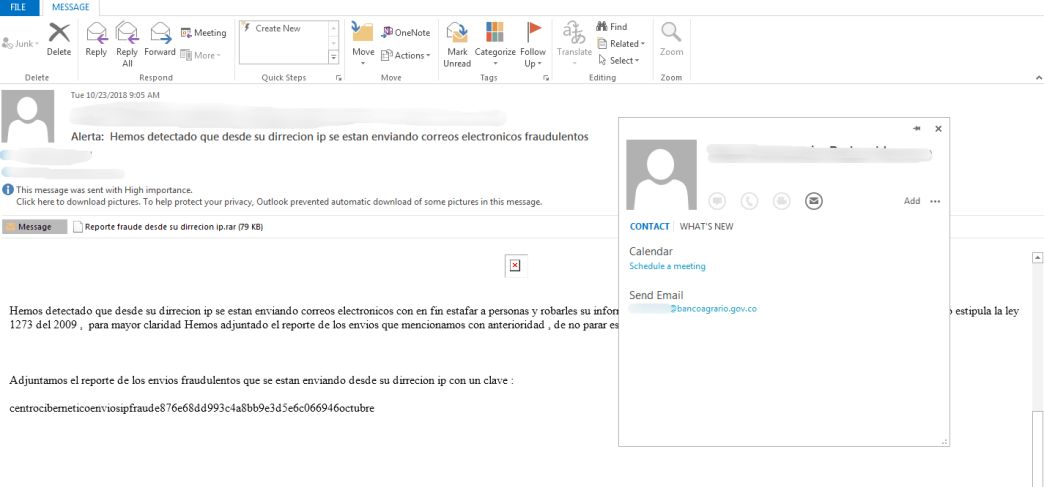 FILE MESSAGE
Junk
Delete
Reply
Reply All
Forward
Meeting
More
Create New
Move
OneNote
Actions
Mark Unread
Categorize
Follow Up
Translate
Find
Related
Select
Zoom
Delete Respond Quick Steps Move Tags Editing Zoom
Tue 10/23/2018 9:05 AM
Alerta: Hemos detectado que desde su dirrecion ip se estan enviando correos electronicos fraudulentos
This message was sent with High importance.
Click here to download pictures. To help protect your privacy, Outlook prevented automatic download of some pictures in this message.
Message Reporte fraude desde su dirrecion ip.rar (79 KB)
Add
CONTACT WHAT'S NEW
Calendar
Schedule a meeting
Send Email
@bancoagrario.gov.co
Hemos detectado que desde su dirrecion ip se estan enviando correos electronicos con en fin estafar a personas y robarles su estipula la ley
1273 del 2009 , para mayor claridad Hemos adjuntado el reporte de los envios que mencionamos con anterioridad , de no parar
Adjuntamos el reporte de los envios fraudulentos que se estan enviando desde su dirrecion ip con un clave :
centrociberneticoenviosipfraude876e68dd993c4a8bb9e3d5e6c066946octubre